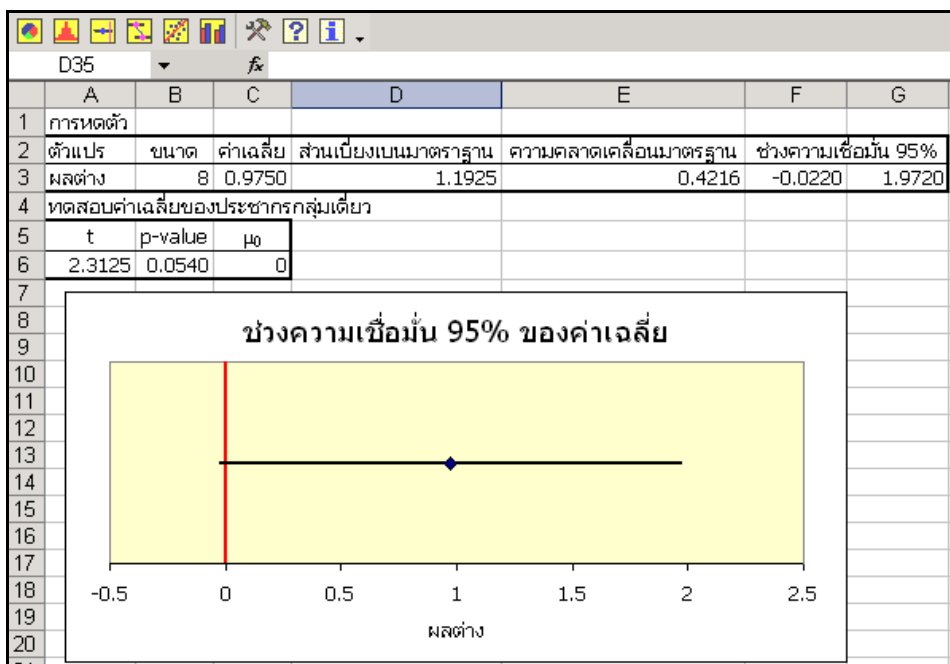 D35 fx
A B C D E F G
1 การหดตัว
2 ตัวแปร ขนาด ค่าเฉลี่ย ส่วนเบี่ยงเบนมาตราฐาน ความคลาดเคลื่อนมาตรฐาน ช่วงความเชื่อมั่น 95%
3 ผลต่าง 8 0.9750 1.1925 0.4216 -0.0220 1.9720
4 ทดสอบค่าเฉลี่ยของประชากรกลุ่มเดี่ยว
5 t p-value μ₀
6 2.3125 0.0540 0
7
8 ช่วงความเชื่อมั่น 95% ของค่าเฉลี่ย
9
10
11
12
13
14
15
16
17
18 -0.5 0 0.5 1 1.5 2 2.5
19 ผลต่าง
20